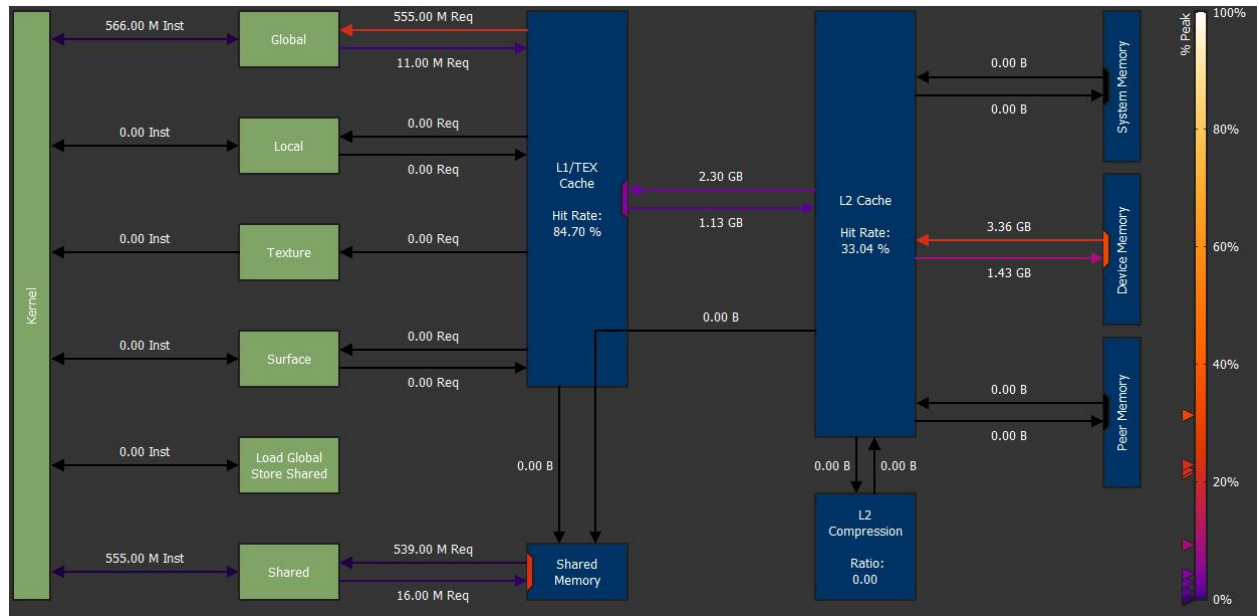 566.00 M Inst
Global
555.00 M Req
11.00 M Req
0.00 Inst
Local
0.00 Req
0.00 Req
0.00 Inst
Texture
0.00 Req
0.00 Inst
Surface
0.00 Req
0.00 Req
0.00 Inst
Load Global
Store Shared
555.00 M Inst
Shared
539.00 M Req
16.00 M Req
Kernel
L1/TEX
Cache
Hit Rate:
84.70 %
2.30 GB
1.13 GB
0.00 B
0.00 B
Shared
Memory
L2 Cache
Hit Rate:
33.04 %
0.00 B
0.00 B
L2
Compression
Ratio:
0.00
0.00 B
0.00 B
System Memory
3.36 GB
1.43 GB
Device Memory
0.00 B
0.00 B
Peer Memory
% Peak
100%
80%
60%
40%
20%
0%